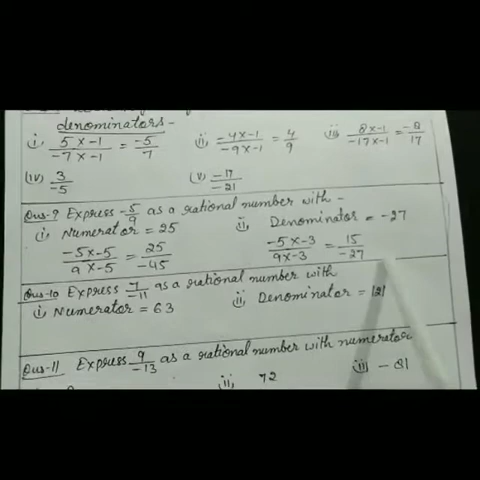 denominators -
i) 5 x -1 / -7 x -1 = -5 / 7 ii) -4 x -1 / -9 x -1 = 4 / 9 iii) 8 x -1 / -17 x -1 = -8 / 17
(iv) 3 / -5 (v) -17 / -21
Ques-9 Express -5/9 as a rational number with -
i) Numerator = 25 ii) Denominator = -27
-5 x -5 / 9 x -5 = 25 / -45 -5 x -3 / 9 x -3 = 15 / -27
Ques-10 Express 7/-11 as a rational number with
i) Numerator = 63 ii) Denominator = 121
Ques-11 Express 9/-13 as a rational number with numerator
ii) 72 iii) -81